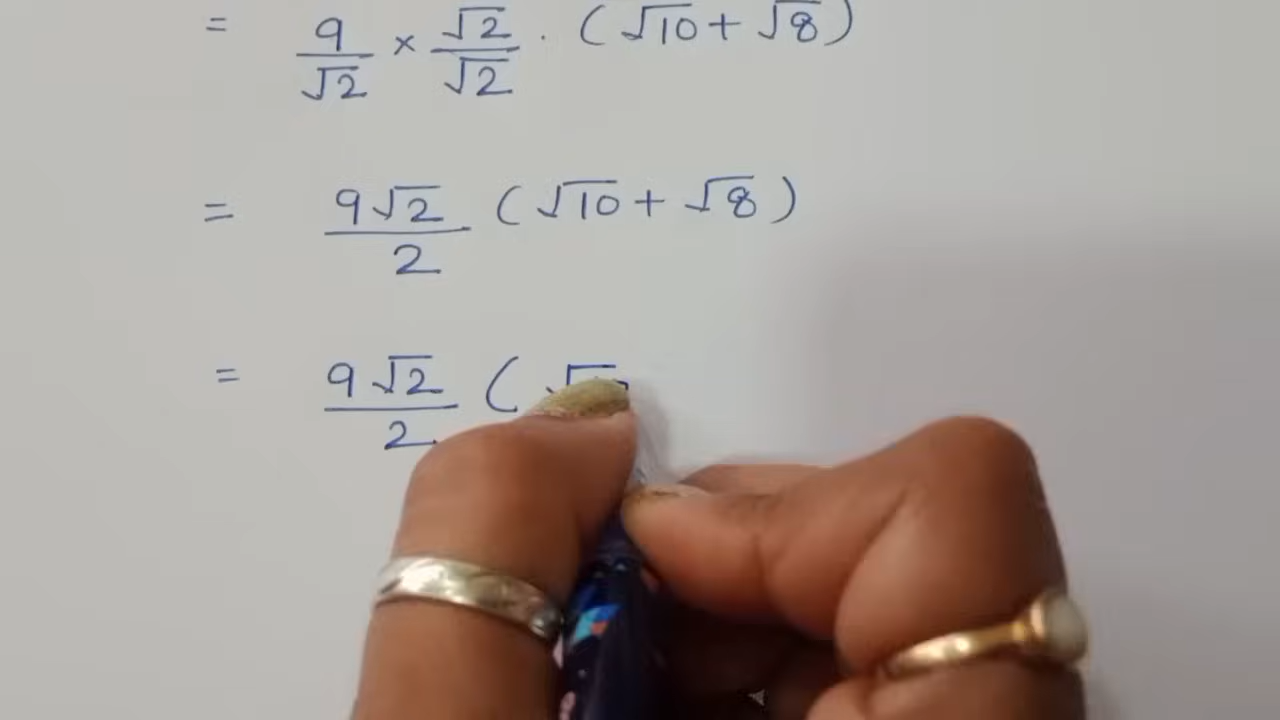 = 9/√2 × √2/√2 · (√10 + √8)
= 9√2/2 (√10 + √8)
= 9√2/2 (√